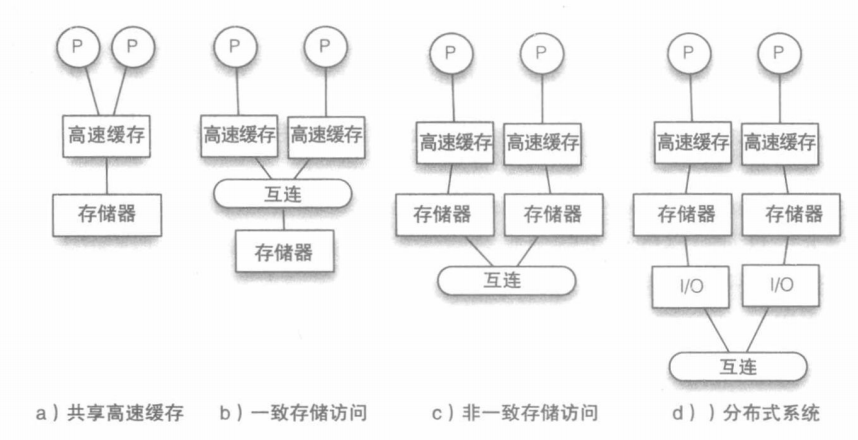 P P P P P P P P
高速缓存 高速缓存 高速缓存 高速缓存 高速缓存 高速缓存 高速缓存
存储器 互连 存储器 存储器 存储器 存储器
存储器 互连 I/O I/O
互连
a）共享高速缓存 b）一致存储访问 c）非一致存储访问 d））分布式系统